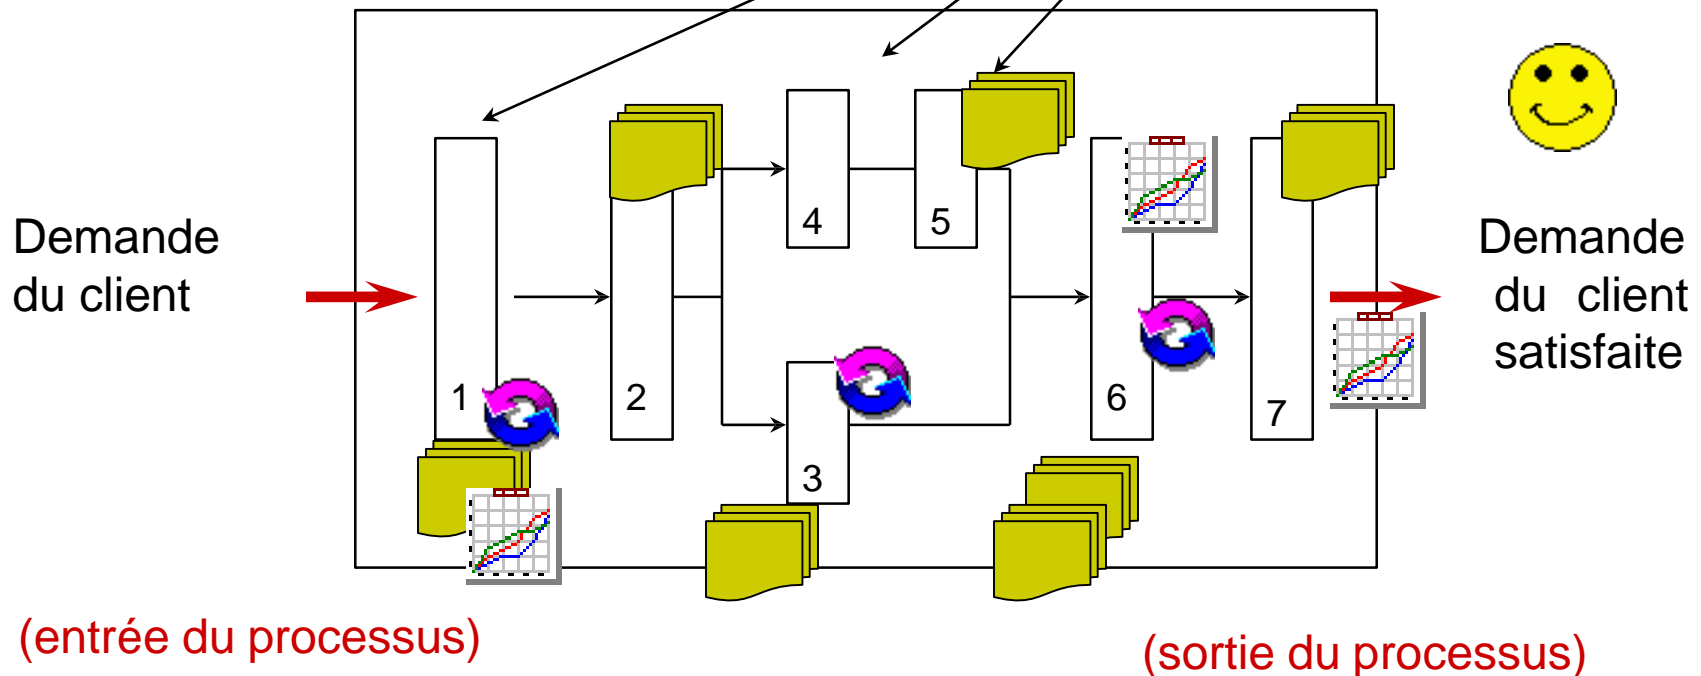 4
5
Demande
du client
1
2
3
6
7
Demande
du client
satisfaite
(entrée du processus)
(sortie du processus)